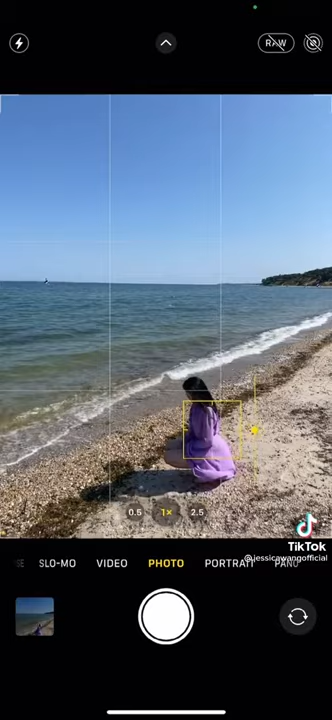 RAW
0.5 1× 2.5
TikTok
@jessicawangofficial
SLO-MO VIDEO PHOTO PORTRAIT PANO